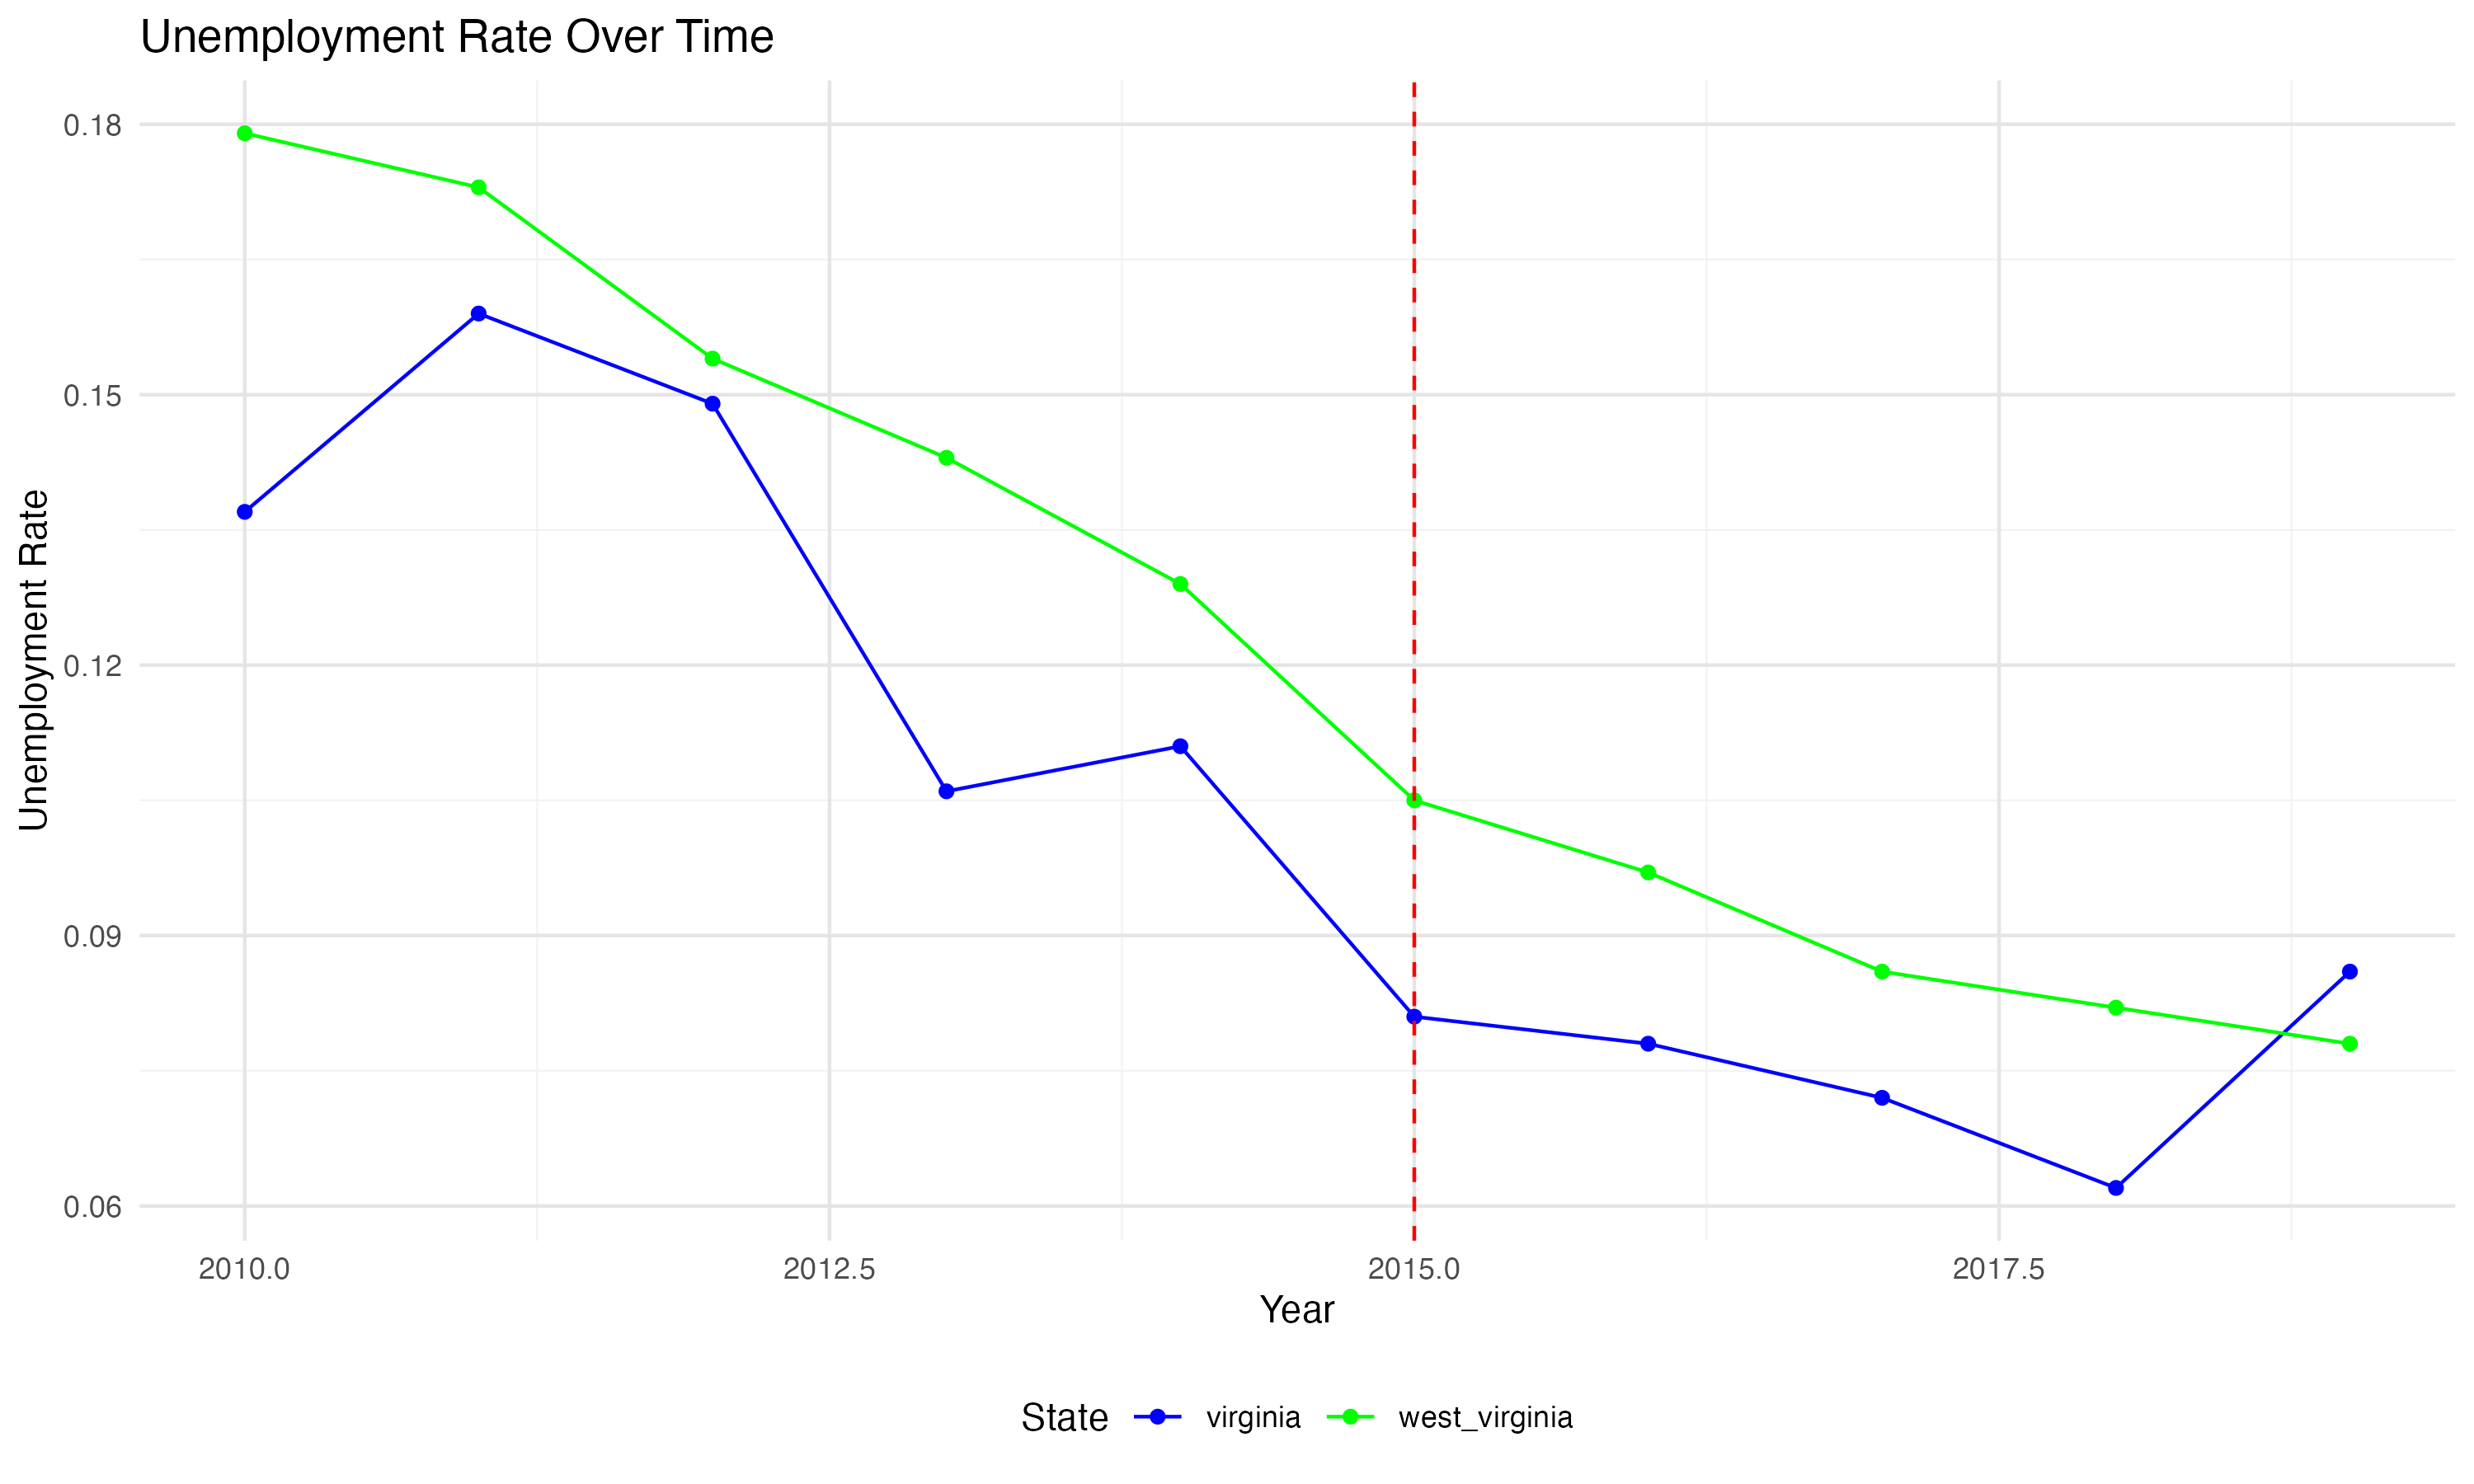 Unemployment Rate Over Time
Unemployment Rate
0.18
0.15
0.12
0.09
0.06
2010.0 2012.5 2015.0 2017.5
Year
State virginia west_virginia